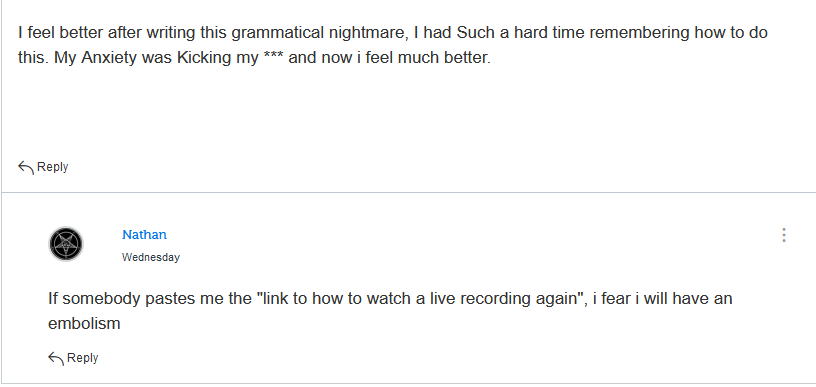 I feel better after writing this grammatical nightmare, I had Such a hard time remembering how to do
this. My Anxiety was Kicking my *** and now i feel much better.
Reply
Nathan
Wednesday
If somebody pastes me the "link to how to watch a live recording again", i fear i will have an
embolism
Reply